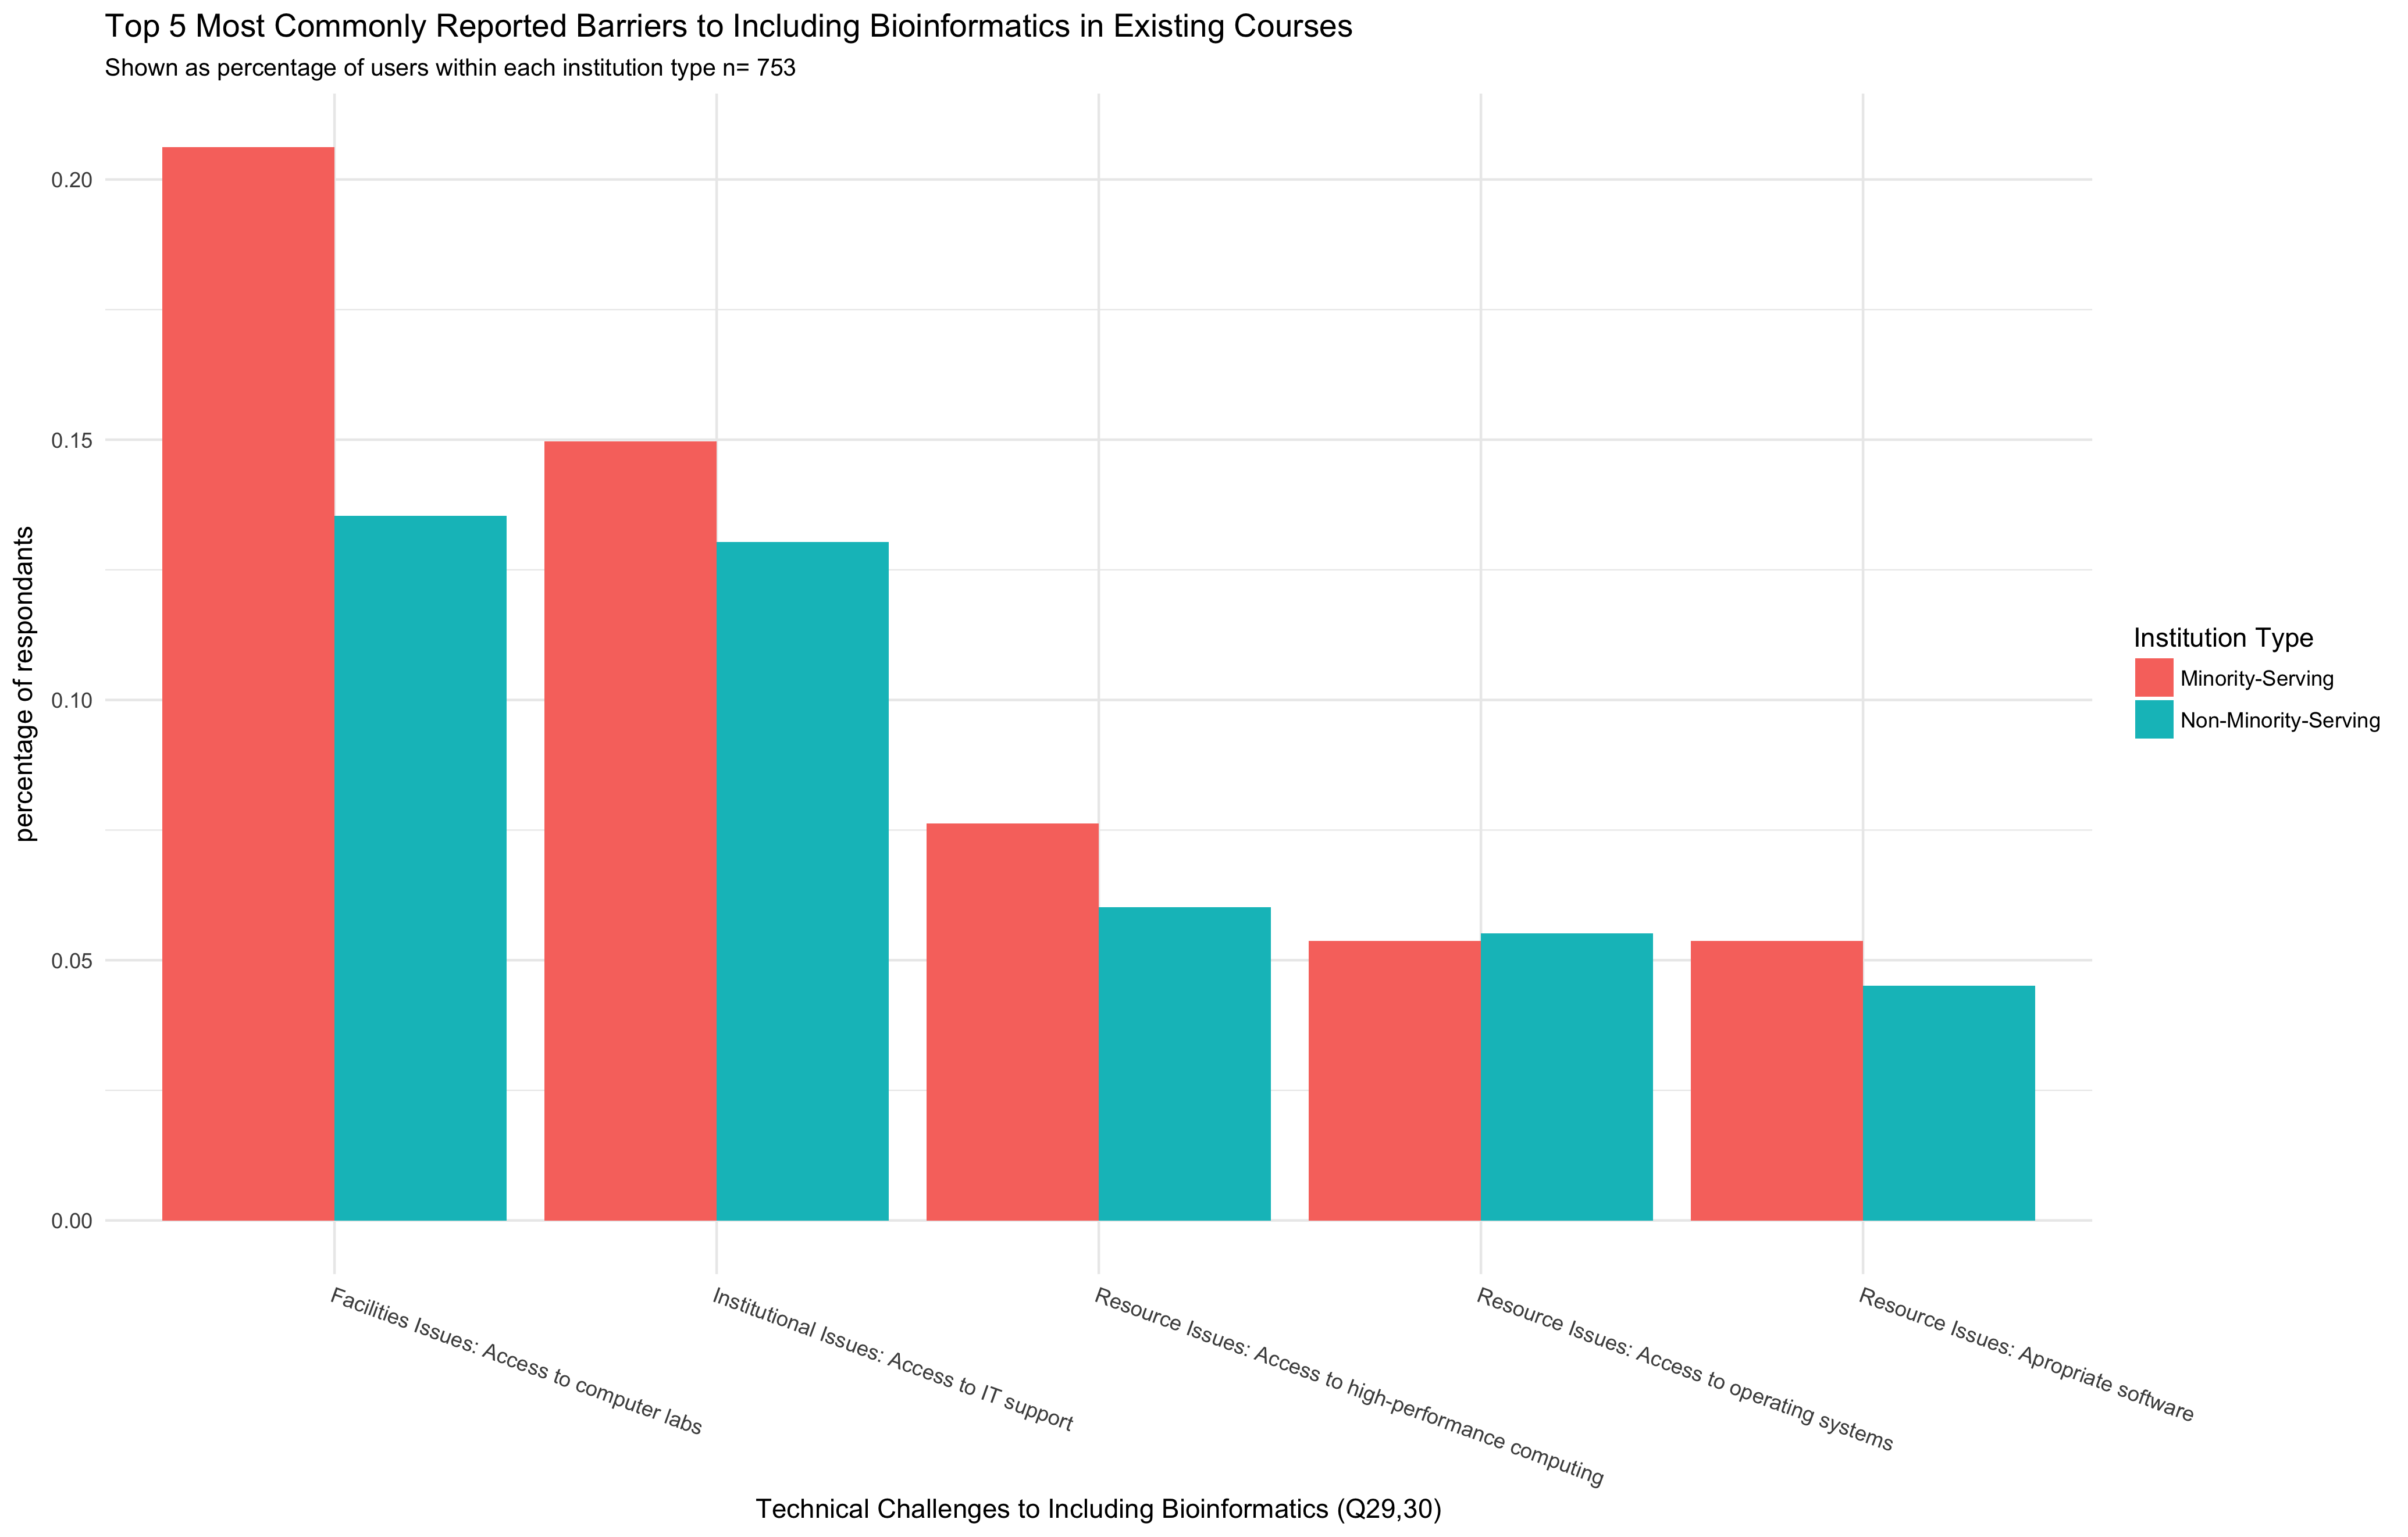 Top 5 Most Commonly Reported Barriers to Including Bioinformatics in Existing Courses
Shown as percentage of users within each institution type n= 753
percentage of respondants
0.20
0.15
0.10
0.05
0.00
Institution Type
Minority-Serving
Non-Minority-Serving
Facilities Issues: Access to computer labs
Institutional Issues: Access to IT support
Resource Issues: Access to high-performance computing
Resource Issues: Access to operating systems
Resource Issues: Apropriate software
Technical Challenges to Including Bioinformatics (Q29,30)